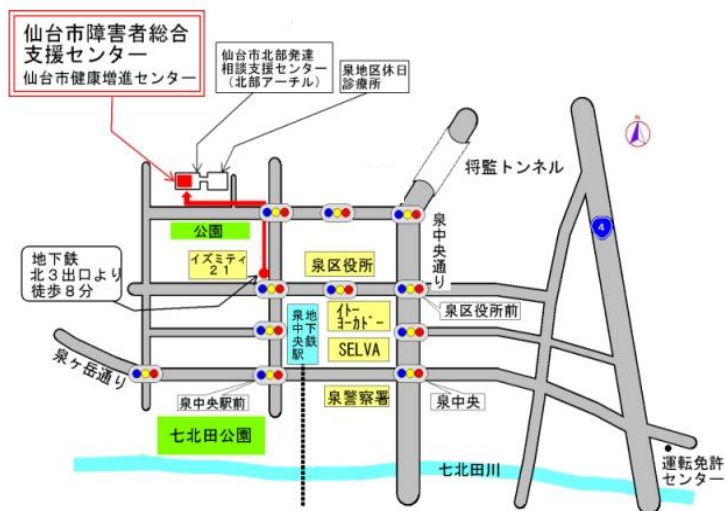 仙台市障害者総合
支援センター
仙台市健康増進センター
仙台市北部発達
相談支援センター
（北部アーチル）
泉地区休日
診療所
N
将監トンネル
4
公園
泉中央通り
地下鉄
北３出口より
徒歩８分
イズミティ
２１
泉区役所
泉区役所前
地下鉄
泉中央駅
イトー
ヨーカドー
SELVA
泉ヶ岳通り
泉中央駅前
泉警察署
泉中央
七北田公園
七北田川
運転免許
センター